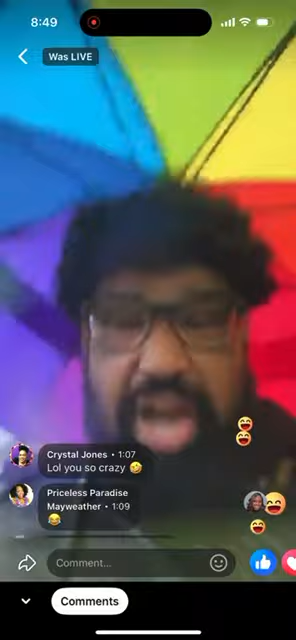 8:49
Was LIVE
Crystal Jones • 1:07
Lol you so crazy 🤣
Priceless Paradise
Mayweather • 1:09
😂
Comment...
Comments